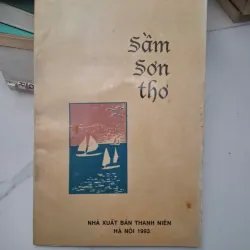 Sầm
Sơn
thơ
NHÀ XUẤT BẢN THANH NIÊN
HÀ NỘI 1993